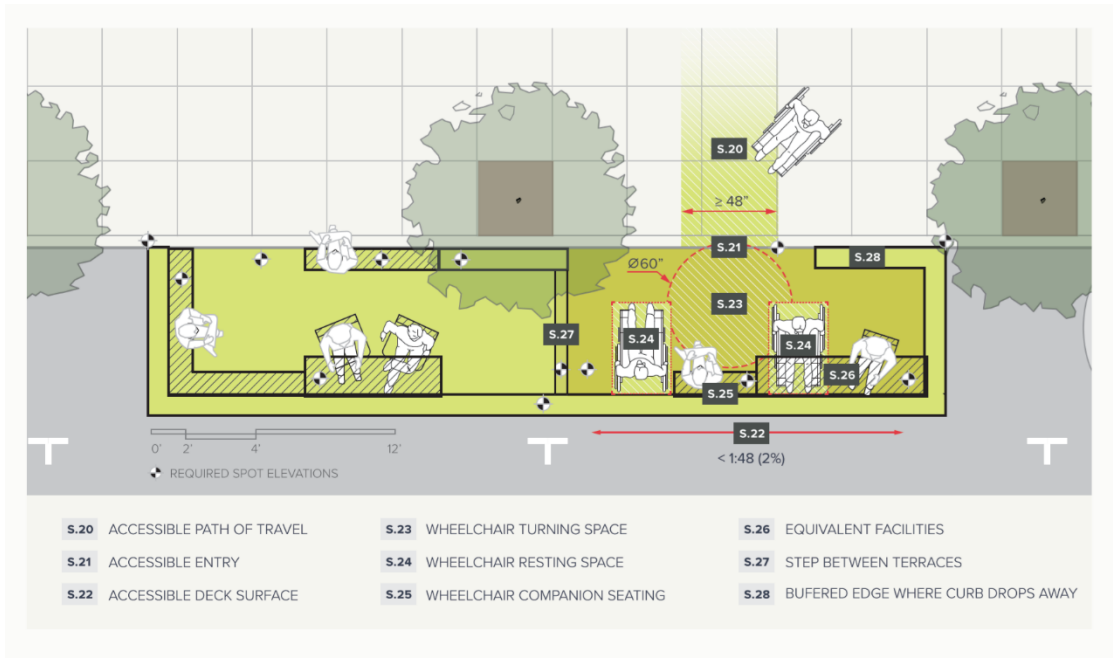 S.20
≥ 48"
S.21
S.28
Ø60"
S.23
S.27
S.24
S.24
S.26
S.25
S.22
< 1:48 (2%)
0' 2' 4' 12'
REQUIRED SPOT ELEVATIONS
S.20 ACCESSIBLE PATH OF TRAVEL
S.21 ACCESSIBLE ENTRY
S.22 ACCESSIBLE DECK SURFACE
S.23 WHEELCHAIR TURNING SPACE
S.24 WHEELCHAIR RESTING SPACE
S.25 WHEELCHAIR COMPANION SEATING
S.26 EQUIVALENT FACILITIES
S.27 STEP BETWEEN TERRACES
S.28 BUFERED EDGE WHERE CURB DROPS AWAY